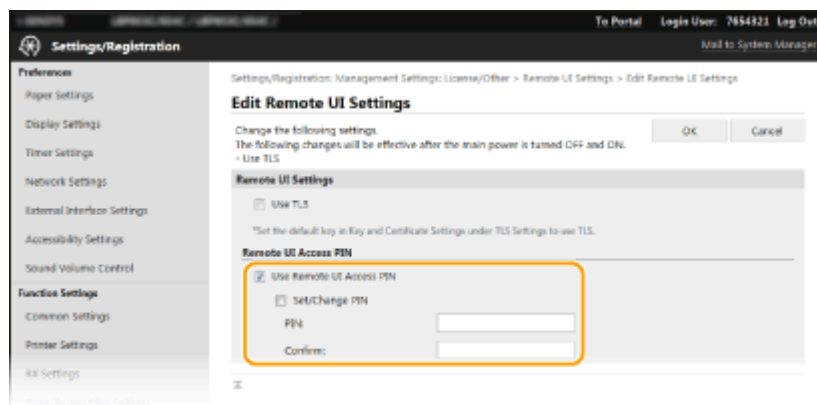 To Portal Login User: 7654321 Log Out
Settings/Registration
Mail to System Manager
Preferences
Paper Settings
Display Settings
Timer Settings
Network Settings
External Interface Settings
Accessibility Settings
Sound Volume Control
Function Settings
Common Settings
Printer Settings
RX Settings
Settings/Registration: Management Settings: License/Other > Remote UI Settings > Edit Remote UI Settings
Edit Remote UI Settings
Change the following settings.
The following changes will be effective after the main power is turned OFF and ON.
- Use TLS
OK Cancel
Remote UI Settings
Use TLS
*Set the default key in Key and Certificate Settings under TLS Settings to use TLS.
Remote UI Access PIN
Use Remote UI Access PIN
Set/Change PIN
PIN:
Confirm: